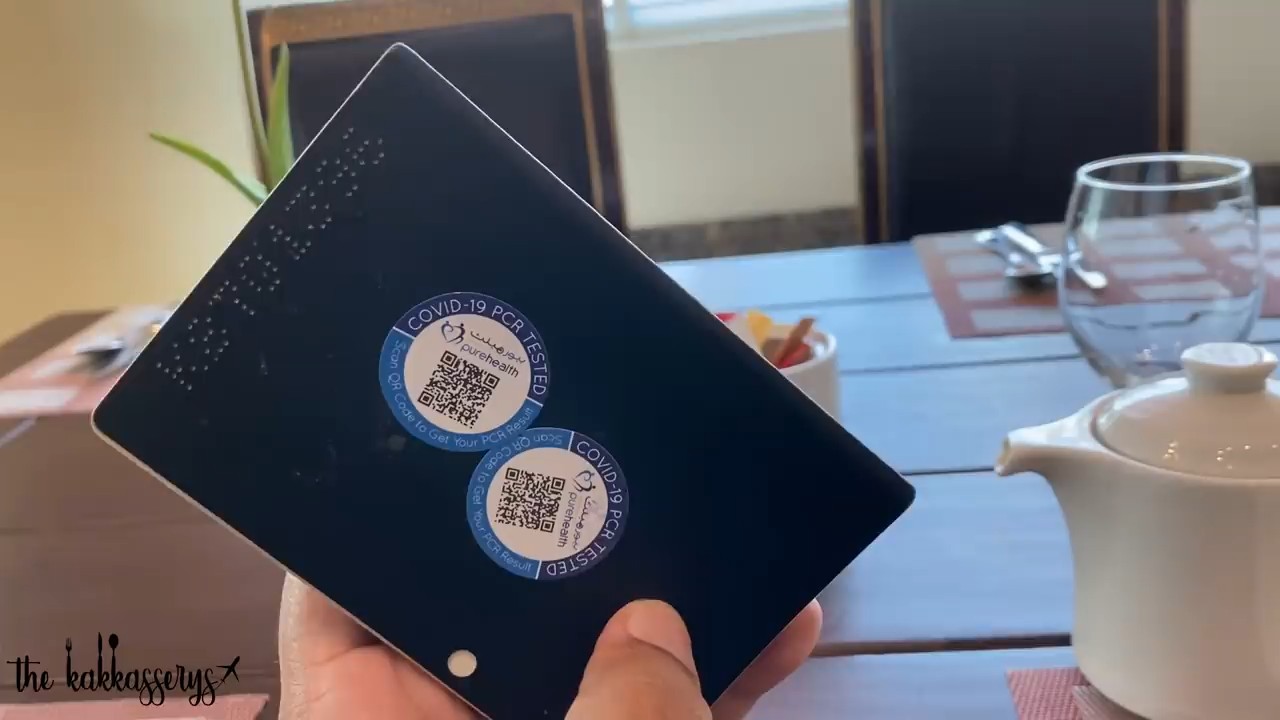 COVID-19 PCR TESTED
بيورهيلث
purehealth
Scan QR Code to Get Your PCR Result
COVID-19 PCR TESTED
بيورهيلث
purehealth
Scan QR Code to Get Your PCR Result
the kakkasserys